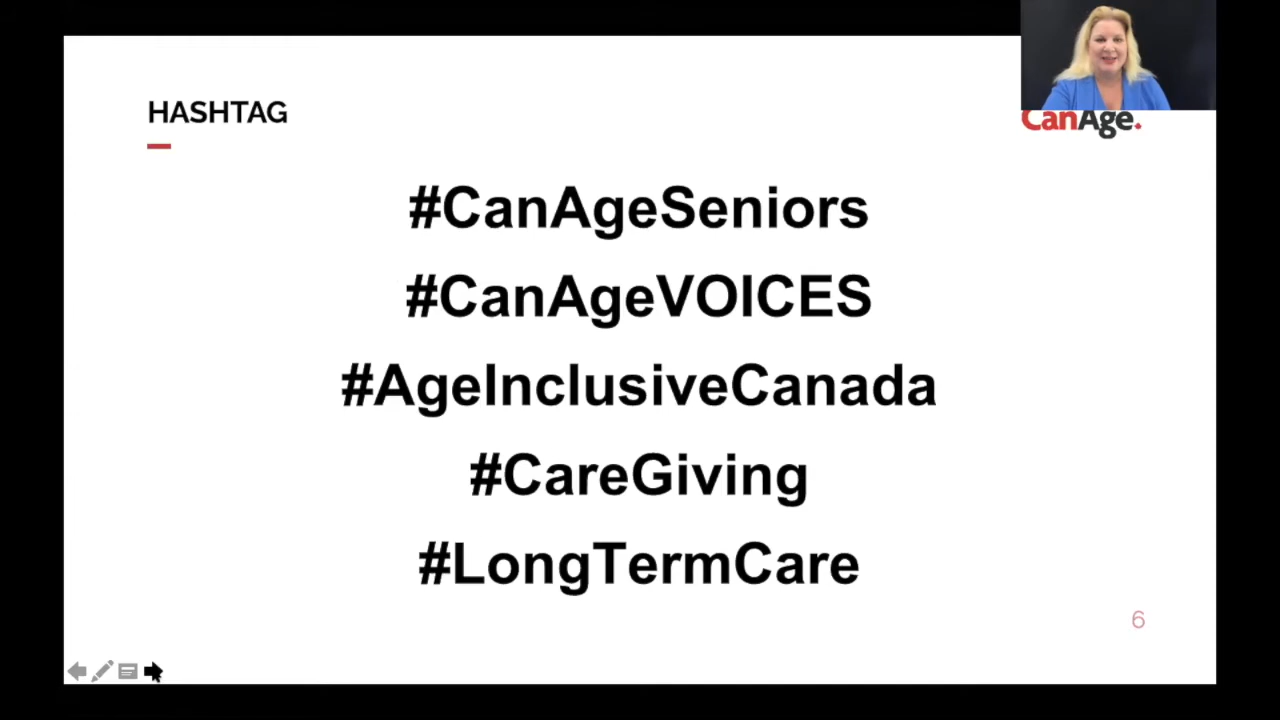 HASHTAG
CanAge.
#CanAgeSeniors
#CanAgeVOICES
#AgeInclusiveCanada
#CareGiving
#LongTermCare
6